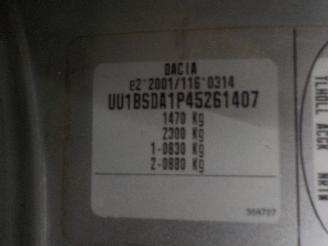 DACIA
e2*2001/116*0314
UU1BSDA1P45261407
1470 Kg
2300 Kg
1-0830 Kg
2-0880 Kg